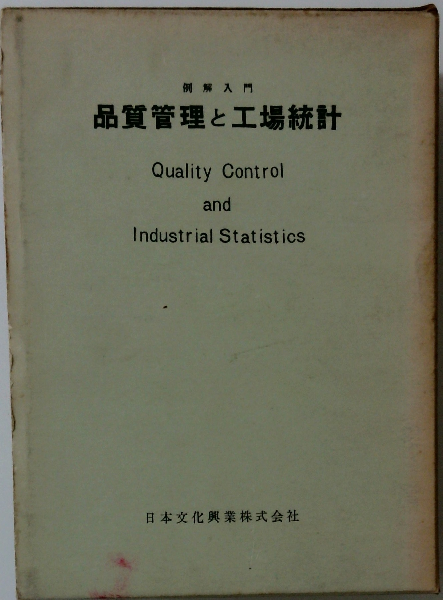 例解入門
品質管理と工場統計
Quality Control
and
Industrial Statistics
日本文化興業株式会社